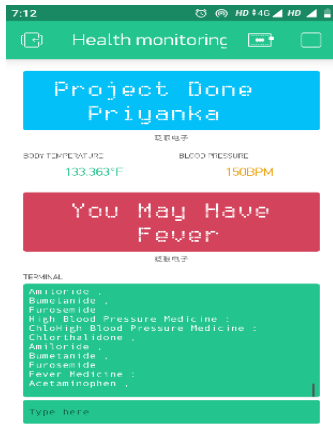 7:12
HD 4G HD
Health monitoring
Project Done
Priyanka
BODY TEMPERATURE
BLOOD PRESSURE
133.363°F
150BPM
You May Have
Fever
TERMINAL
Amiloride ,
Bumetanide ,
Furosemide
High Blood Pressure Medicine :
ChloHigh Blood Pressure Medicine :
Chlorthalidone ,
Amiloride ,
Bumetanide ,
Furosemide
Fever Medicine :
Acetaminophen ,
Type here